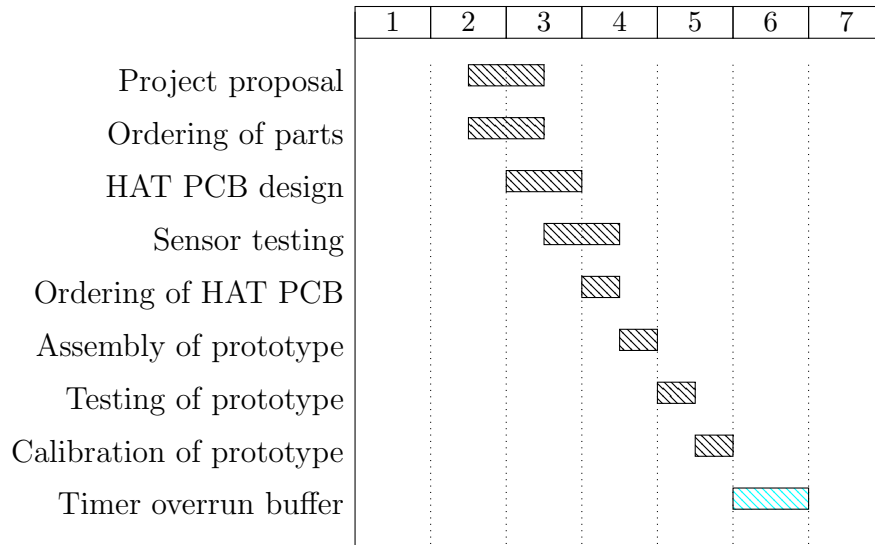 1 2 3 4 5 6 7
Project proposal
Ordering of parts
HAT PCB design
Sensor testing
Ordering of HAT PCB
Assembly of prototype
Testing of prototype
Calibration of prototype
Timer overrun buffer